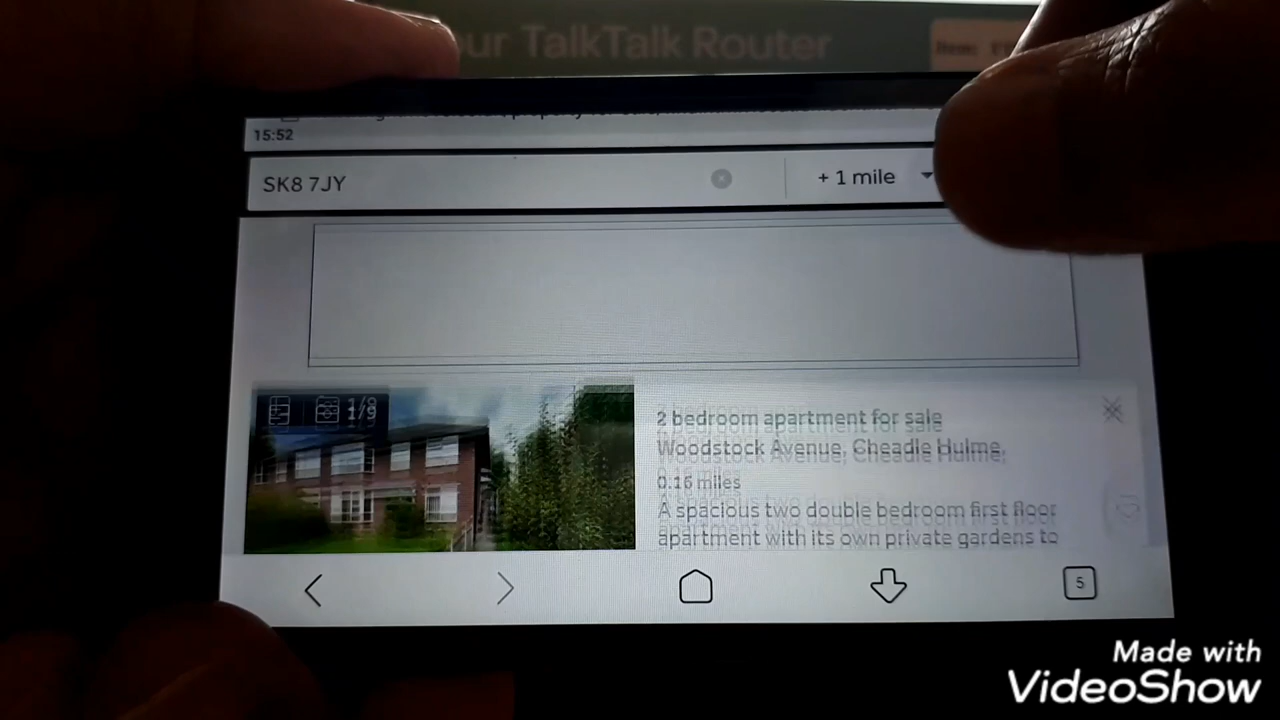 ur TalkTalk Router
Item:
15:52
SK8 7JY
+ 1 mile
1/9
2 bedroom apartment for sale
Woodstock Avenue, Cheadle Hulme,
0.16 miles
A spacious two double bedroom first floor
apartment with its own private gardens to
5
Made with
VideoShow